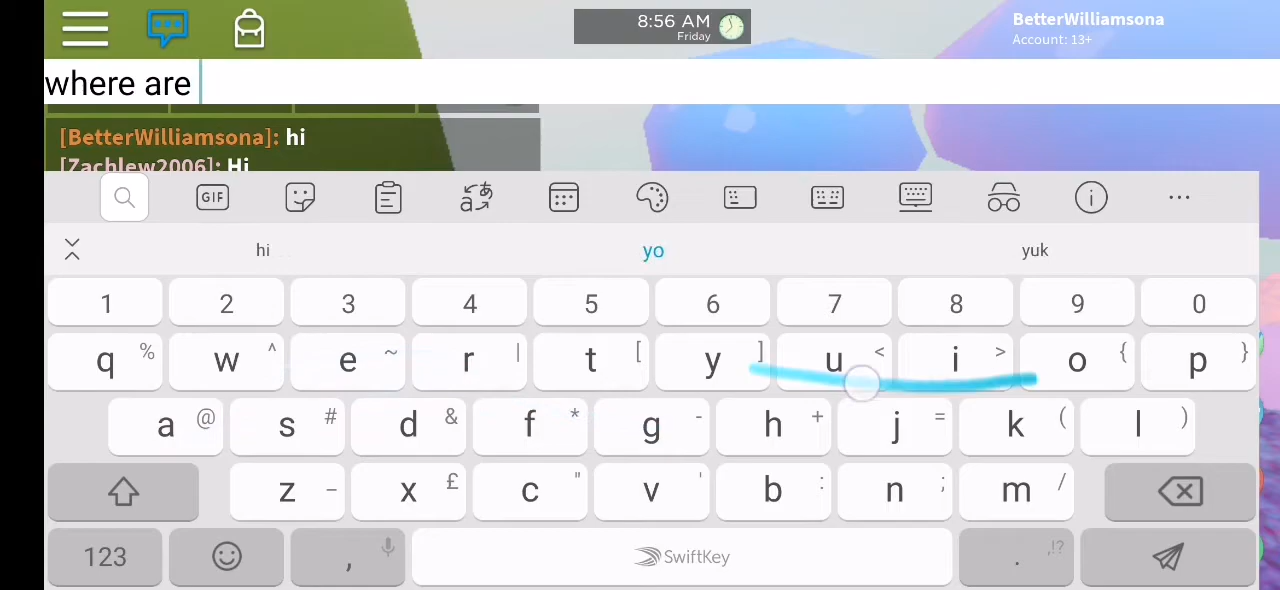 8:56 AM
Friday
BetterWilliamsona
Account: 13+
where are
[BetterWilliamsona]: hi
[Zachlew2006]: Hi
GIF
hi yo yuk
1 2 3 4 5 6 7 8 9 0
q % w ^ e ~ r | t [ y ] u < i > o { p }
a @ s # d & f * g - h + j = k ( l )
z _ x £ c " v ' b : n ; m /
123 , SwiftKey . ,!?